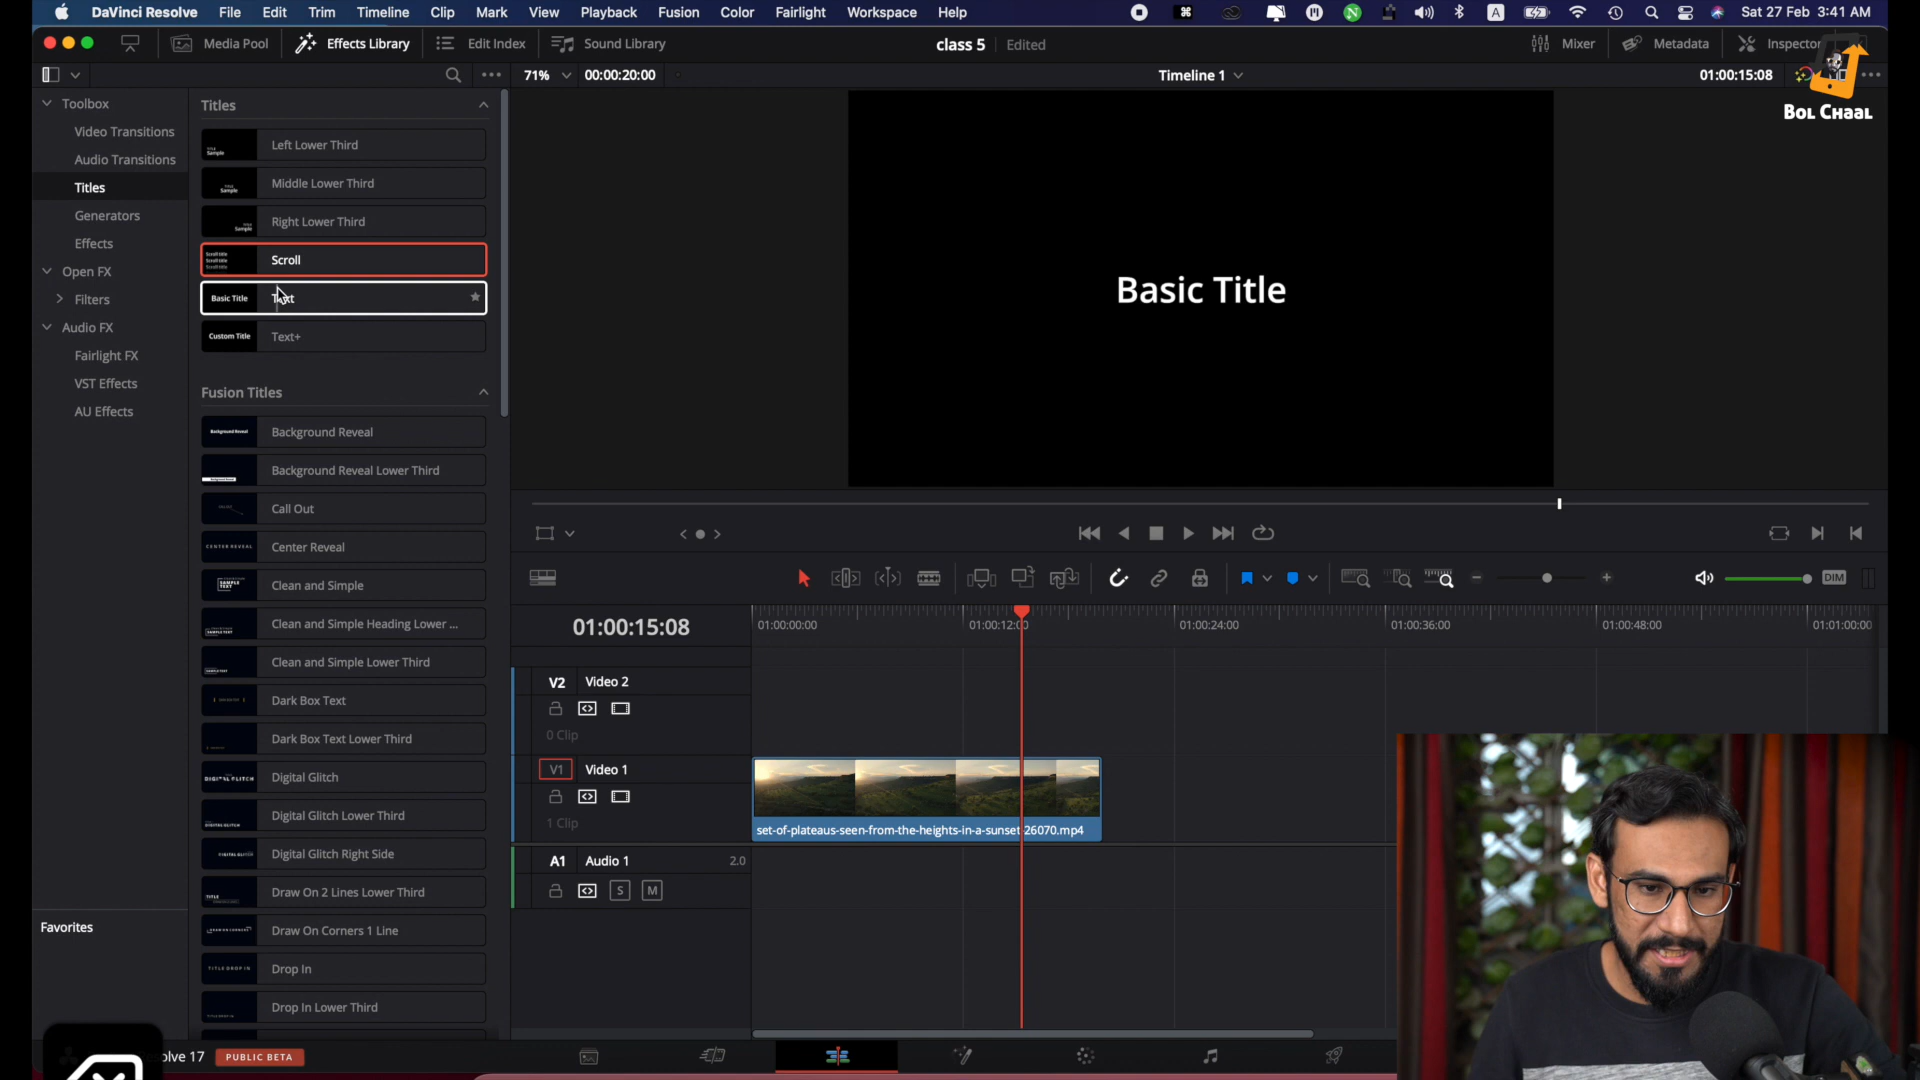 DaVinci Resolve File Edit Trim Timeline Clip Mark View Playback Fusion Color Fairlight Workspace Help Sat 27 Feb 3:41 AM
Media Pool Effects Library Edit Index Sound Library class 5 Edited Mixer Metadata Inspector
71% 00:00:20:00 Timeline 1 01:00:15:08
BOL CHAAL
Toolbox
Video Transitions
Audio Transitions
Titles
Generators
Effects
Open FX
Filters
Audio FX
Fairlight FX
VST Effects
AU Effects
Favorites
Titles
Left Lower Third
Middle Lower Third
Right Lower Third
Scroll
Basic Title Text
Custom Title Text+
Fusion Titles
Background Reveal
Background Reveal Lower Third
Call Out
Center Reveal
Clean and Simple
Clean and Simple Heading Lower ...
Clean and Simple Lower Third
Dark Box Text
Dark Box Text Lower Third
Digital Glitch
Digital Glitch Lower Third
Digital Glitch Right Side
Draw On 2 Lines Lower Third
Draw On Corners 1 Line
Drop In
Drop In Lower Third
Basic Title
DIM
01:00:15:08 01:00:00:00 01:00:12:00 01:00:24:00 01:00:36:00 01:00:48:00 01:01:00:00
V2 Video 2
0 Clip
V1 Video 1
1 Clip
set-of-plateaus-seen-from-the-heights-in-a-sunset-26070.mp4
A1 Audio 1 2.0
S M
olve 17 PUBLIC BETA